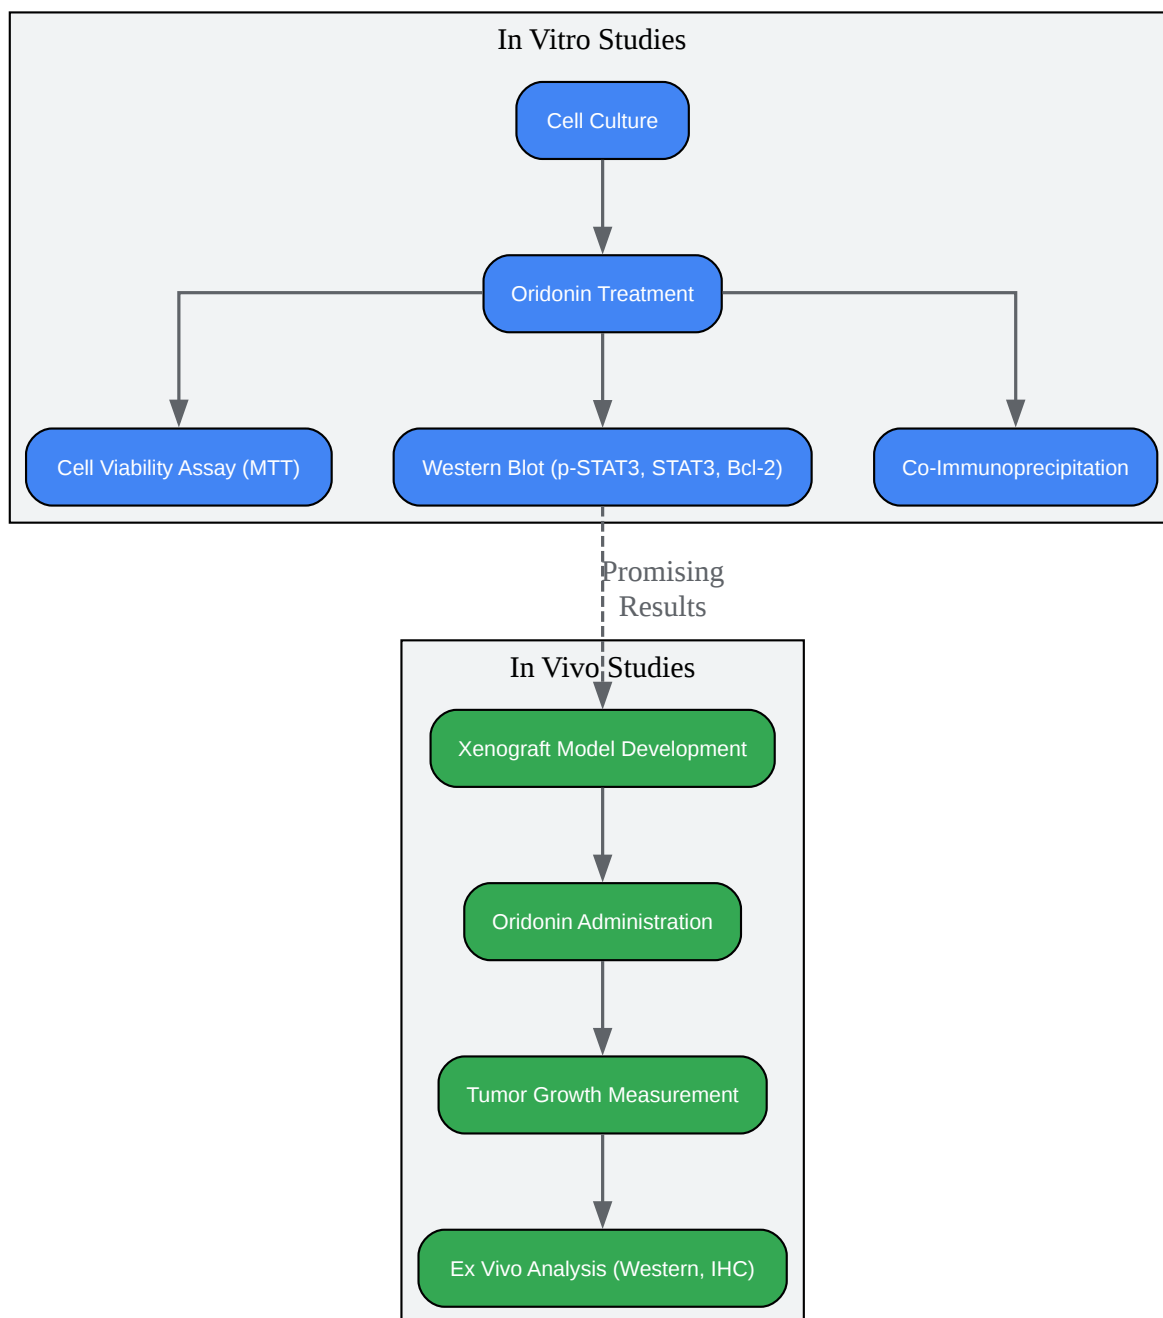 In Vitro Studies
Cell Culture
Oridonin Treatment
Cell Viability Assay (MTT)
Western Blot (p-STAT3, STAT3, Bcl-2)
Co-Immunoprecipitation
Promising
Results
In Vivo Studies
Xenograft Model Development
Oridonin Administration
Tumor Growth Measurement
Ex Vivo Analysis (Western, IHC)